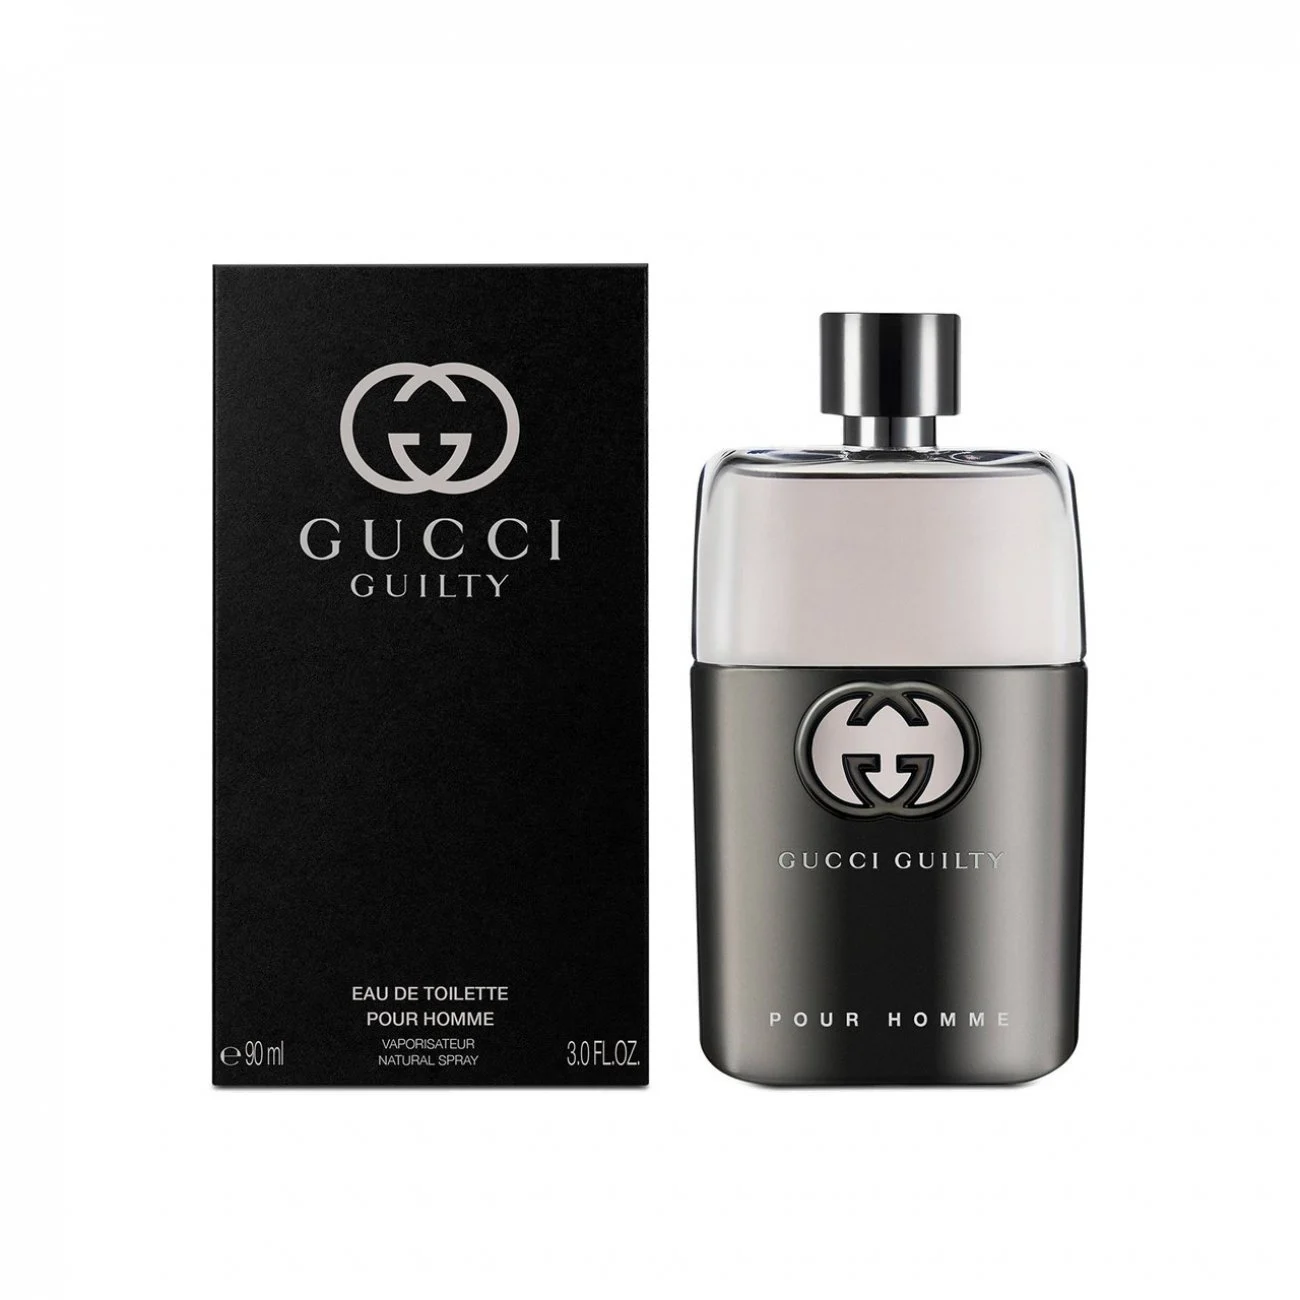 GUCCI
GUILTY
EAU DE TOILETTE
POUR HOMME
VAPORISATEUR
NATURAL SPRAY
℮ 90 ml
3.0 FL.OZ.
GUCCI GUILTY
POUR HOMME